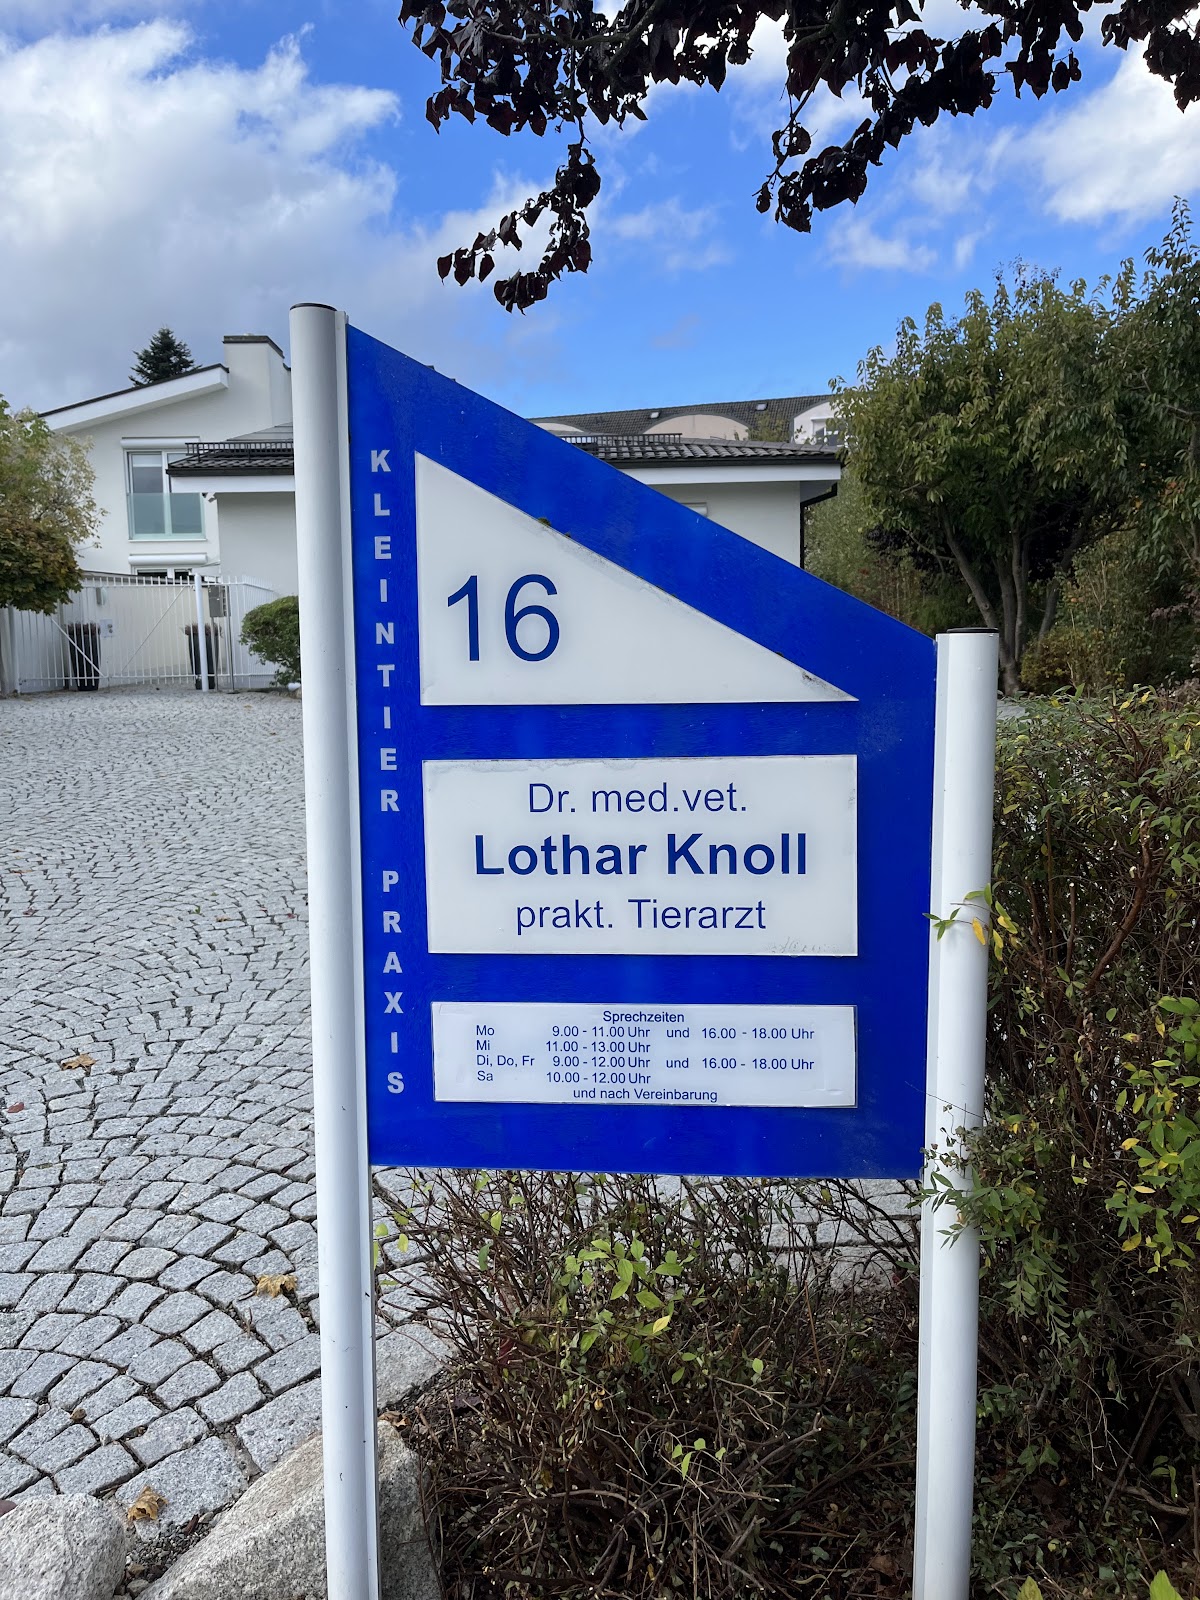 KLEINTIER PRAXIS
16
Dr. med.vet.
Lothar Knoll
prakt. Tierarzt
Sprechzeiten
Mo 9.00 - 11.00 Uhr und 16.00 - 18.00 Uhr
Mi 11.00 - 13.00 Uhr
Di, Do, Fr 9.00 - 12.00 Uhr und 16.00 - 18.00 Uhr
Sa 10.00 - 12.00 Uhr
und nach Vereinbarung